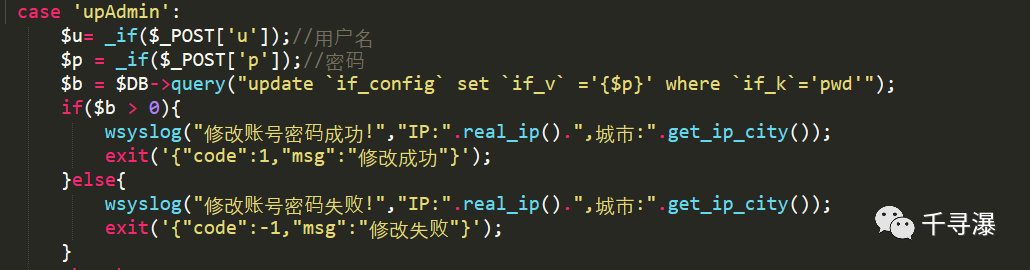 case 'upAdmin':
$u= _if($_POST['u']);//用户名
$p = _if($_POST['p']);//密码
$b = $DB->query("update `if_config` set `if_v` ='{$p}' where `if_k`='pwd'");
if($b > 0){
wsyslog("修改账号密码成功!","IP:".real_ip().",城市:".get_ip_city());
exit('{"code":1,"msg":"修改成功"}');
}else{
wsyslog("修改账号密码失败!","IP:".real_ip().",城市:".get_ip_city());
exit('{"code":-1,"msg":"修改失败"}');
}
千寻瀑